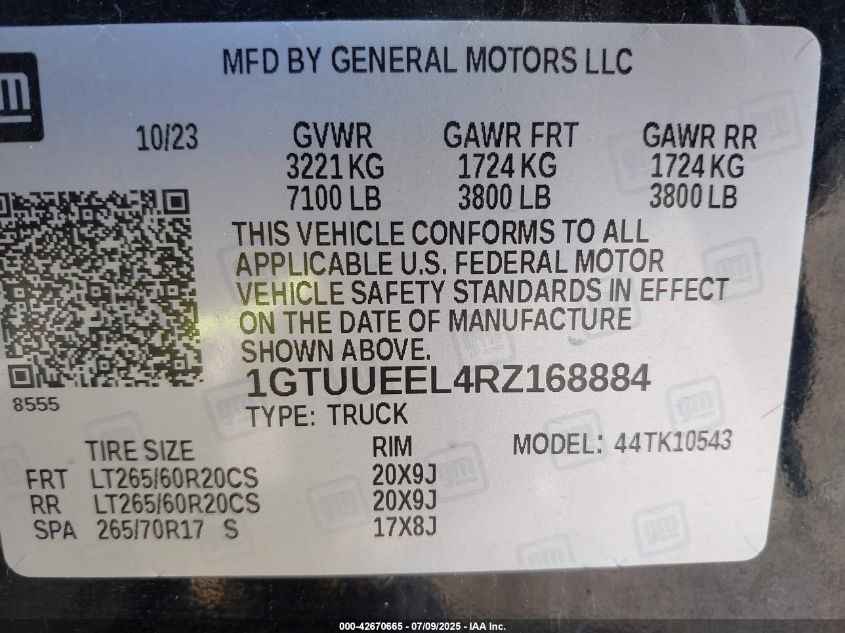 gm
MFD BY GENERAL MOTORS LLC
10/23 GVWR GAWR FRT GAWR RR
3221 KG 1724 KG 1724 KG
7100 LB 3800 LB 3800 LB
THIS VEHICLE CONFORMS TO ALL
APPLICABLE U.S. FEDERAL MOTOR
VEHICLE SAFETY STANDARDS IN EFFECT
ON THE DATE OF MANUFACTURE
SHOWN ABOVE.
1GTUUEEL4RZ168884
8555
TYPE: TRUCK
TIRE SIZE RIM MODEL: 44TK10543
FRT LT265/60R20CS 20X9J
RR LT265/60R20CS 20X9J
SPA 265/70R17 S 17X8J
000-42670665 - 07/09/2025 - IAA Inc.